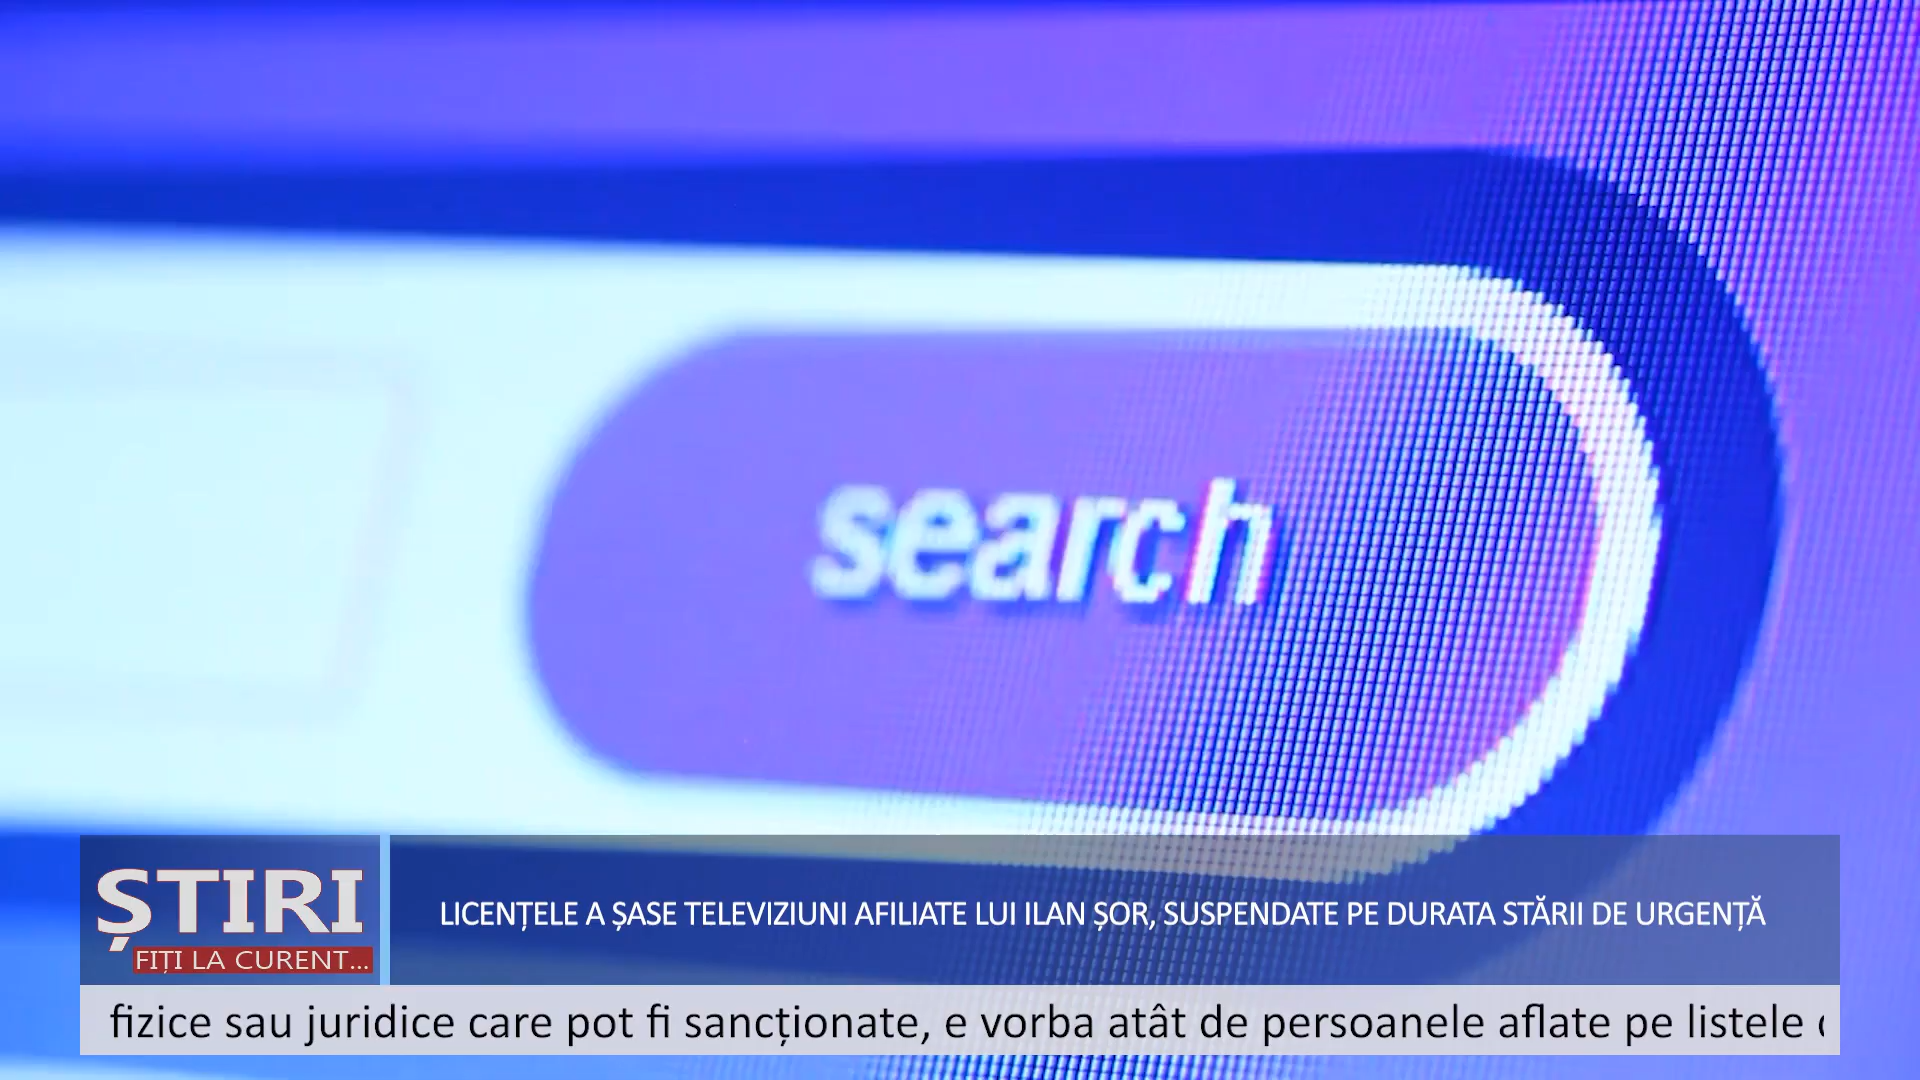 search
ȘTIRI
FIȚI LA CURENT...
LICENȚELE A ȘASE TELEVIZIUNI AFILIATE LUI ILAN ȘOR, SUSPENDATE PE DURATA STĂRII DE URGENȚĂ
fizice sau juridice care pot fi sancționate, e vorba atât de persoanele aflate pe listele